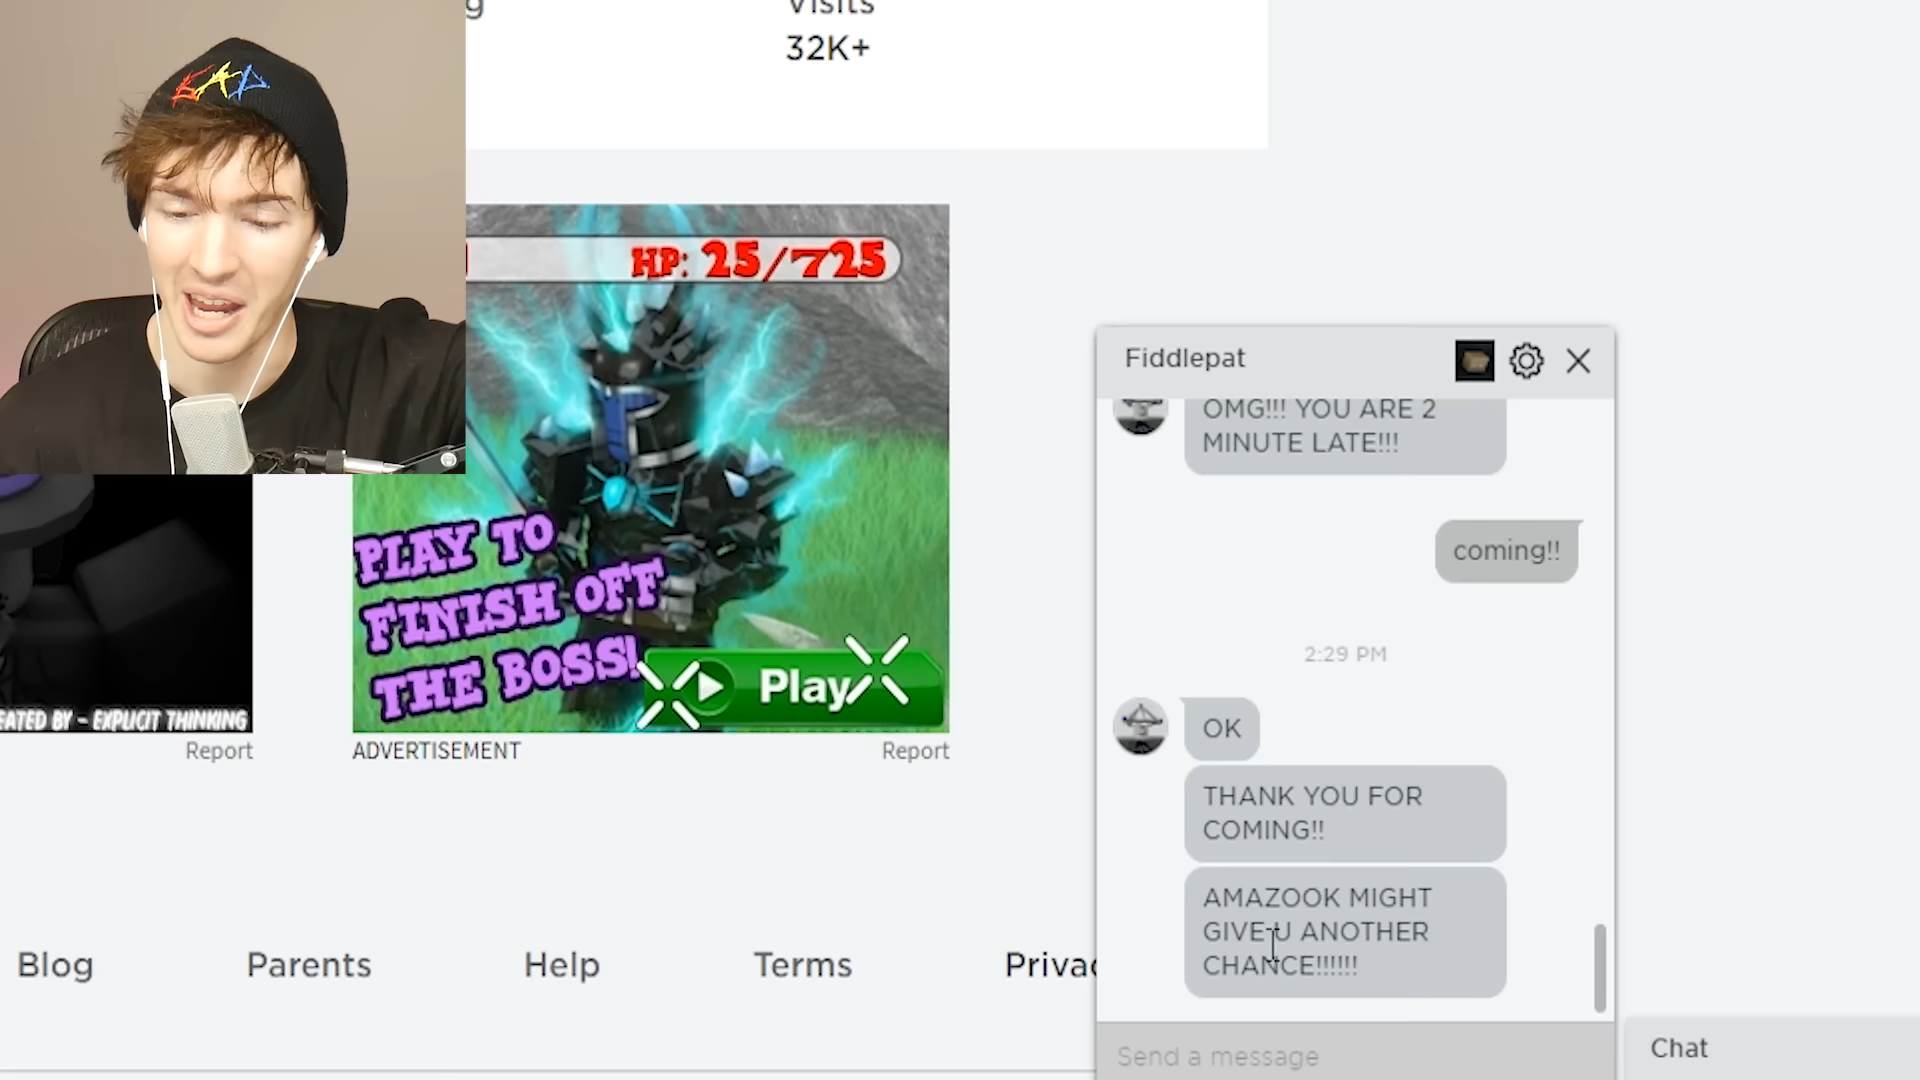 Visits
32K+
HP: 25/725
PLAY TO
FINISH OFF
THE BOSS!
Play
EATED BY - EXPLICIT THINKING
Report
ADVERTISEMENT
Report
Fiddlepat
OMG!!! YOU ARE 2
MINUTE LATE!!!
coming!!
2:29 PM
OK
THANK YOU FOR
COMING!!
AMAZOOK MIGHT
GIVE U ANOTHER
CHANCE!!!!!!
Send a message
Chat
Blog
Parents
Help
Terms
Privac